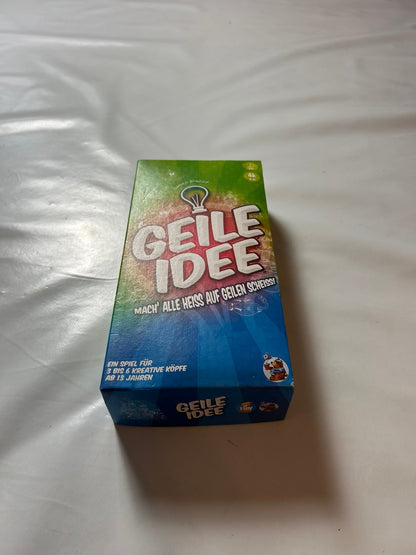 GEILE
IDEE
MACH' ALLE HEISS AUF GEILEN SCHEISS!
EIN SPIEL FÜR
3 BIS 6 KREATIVE KÖPFE
AB 15 JAHREN
GEILE
IDEE